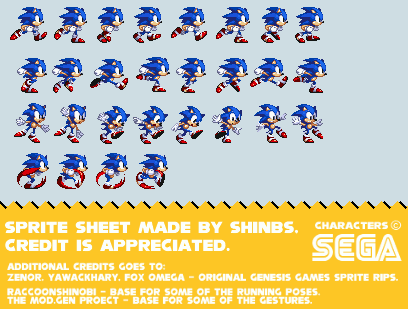 SPRITE SHEET MADE BY SHINBS.
CREDIT IS APPRECIATED.
CHARACTERS ©
SEGA
ADDITIONAL CREDITS GOES TO:
ZENOR, YAWACKHARY, FOX OMEGA - ORIGINAL GENESIS GAMES SPRITE RIPS.
RACCOONSHINOBI - BASE FOR SOME OF THE RUNNING POSES.
THE MOD.GEN PROJECT - BASE FOR SOME OF THE GESTURES.